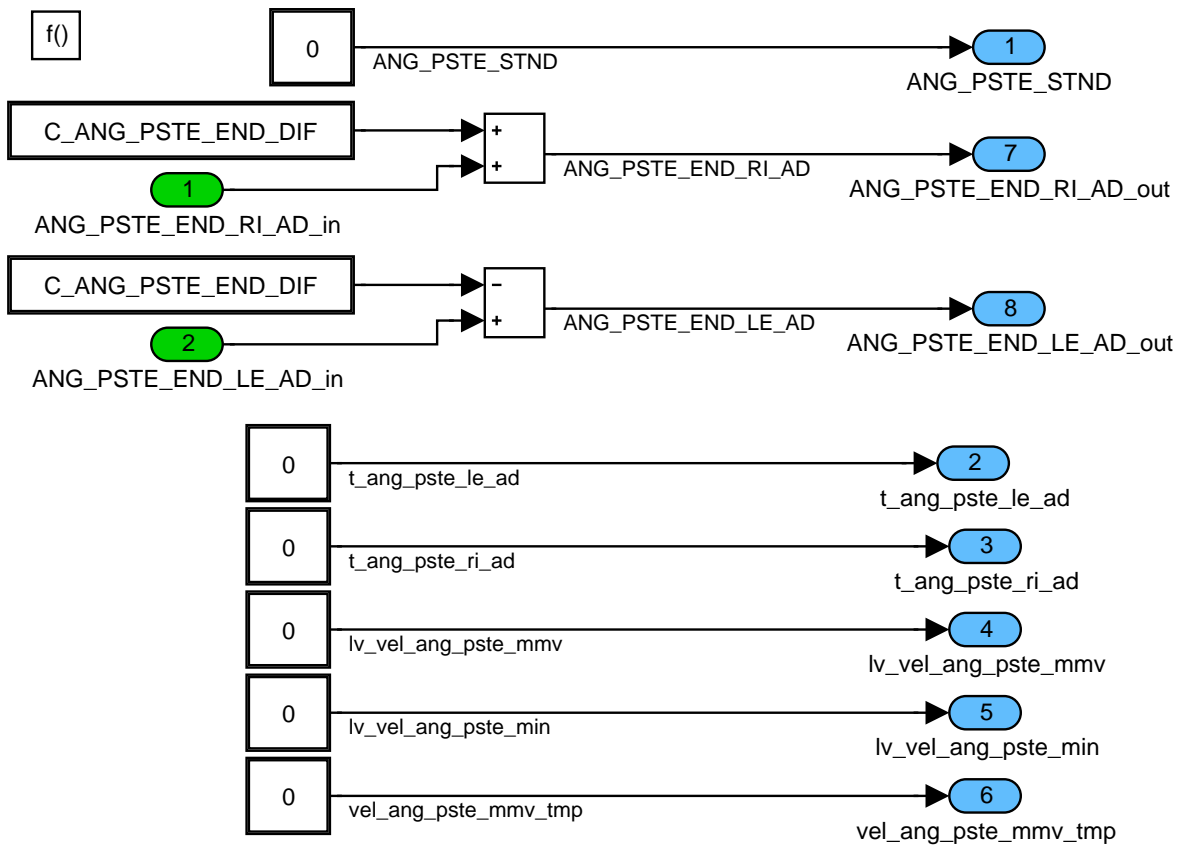 f()
0
ANG_PSTE_STND
1
ANG_PSTE_STND
C_ANG_PSTE_END_DIF
+
+
1
ANG_PSTE_END_RI_AD_in
ANG_PSTE_END_RI_AD
7
ANG_PSTE_END_RI_AD_out
C_ANG_PSTE_END_DIF
−
+
2
ANG_PSTE_END_LE_AD_in
ANG_PSTE_END_LE_AD
8
ANG_PSTE_END_LE_AD_out
0
t_ang_pste_le_ad
2
t_ang_pste_le_ad
0
t_ang_pste_ri_ad
3
t_ang_pste_ri_ad
0
lv_vel_ang_pste_mmv
4
lv_vel_ang_pste_mmv
0
lv_vel_ang_pste_min
5
lv_vel_ang_pste_min
0
vel_ang_pste_mmv_tmp
6
vel_ang_pste_mmv_tmp